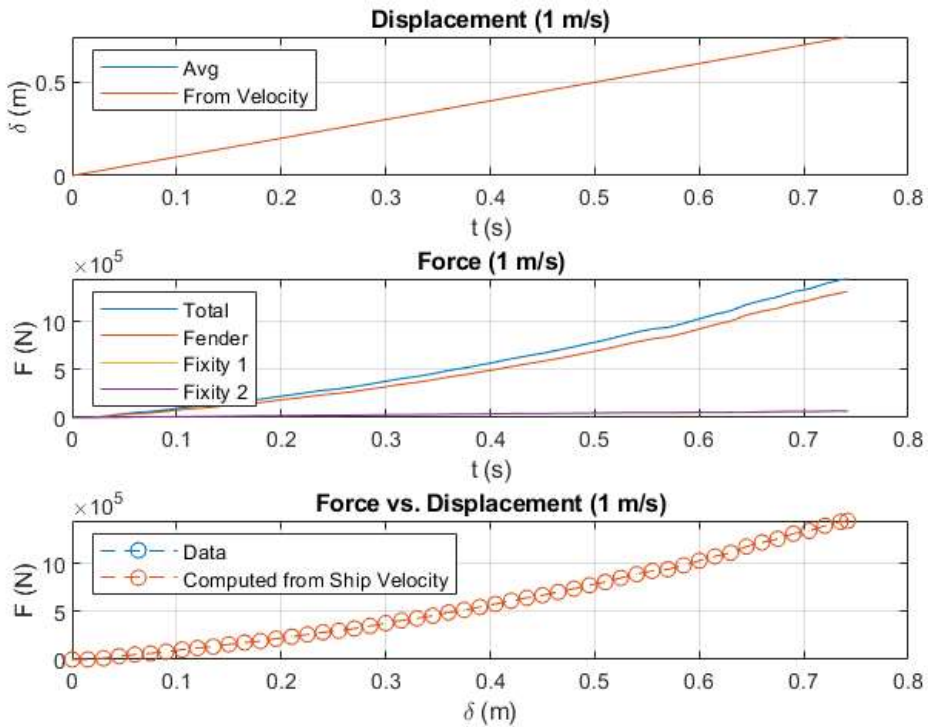 Displacement (1 m/s)
δ (m)
0.5
0
Avg
From Velocity
0 0.1 0.2 0.3 0.4 0.5 0.6 0.7 0.8
t (s)
×10⁵
Force (1 m/s)
F (N)
10
5
0
Total
Fender
Fixity 1
Fixity 2
0 0.1 0.2 0.3 0.4 0.5 0.6 0.7 0.8
t (s)
×10⁵
Force vs. Displacement (1 m/s)
F (N)
10
5
0
Data
Computed from Ship Velocity
0 0.1 0.2 0.3 0.4 0.5 0.6 0.7 0.8
δ (m)